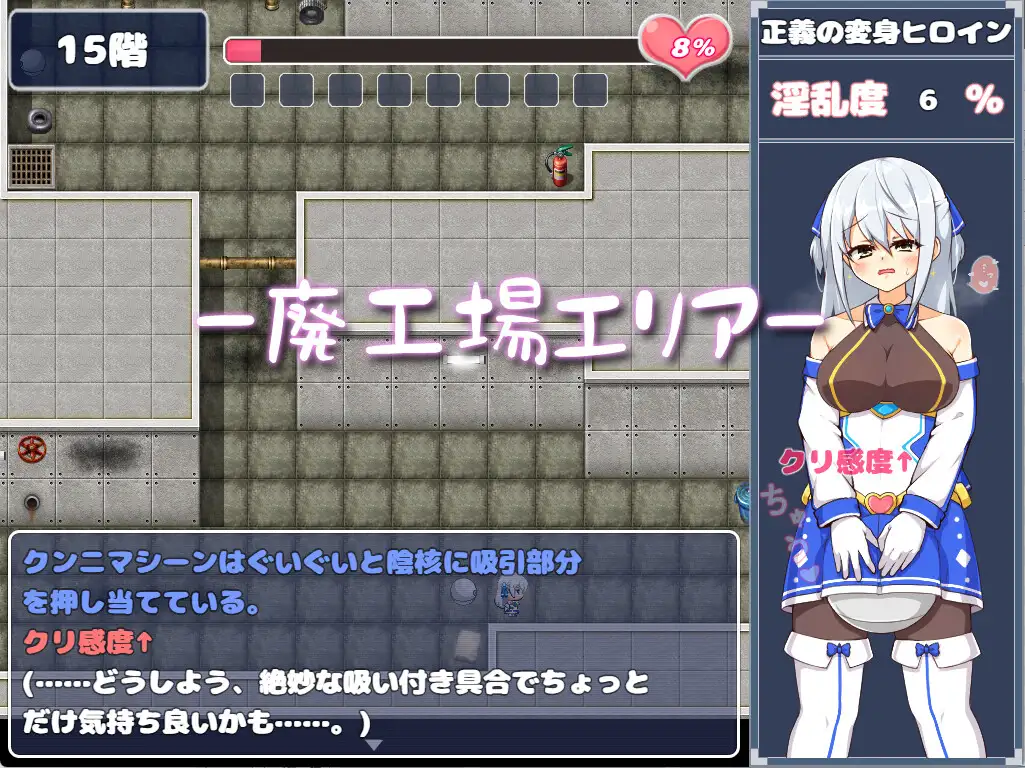 15階
8%
正義の変身ヒロイン
淫乱度 6 %
ー廃工場エリアー
クリ感度↑
クンニマシーンはぐいぐいと陰核に吸引部分
を押し当てている。
クリ感度↑
(……どうしよう、絶妙な吸い付き具合でちょっと
だけ気持ち良いかも……。)